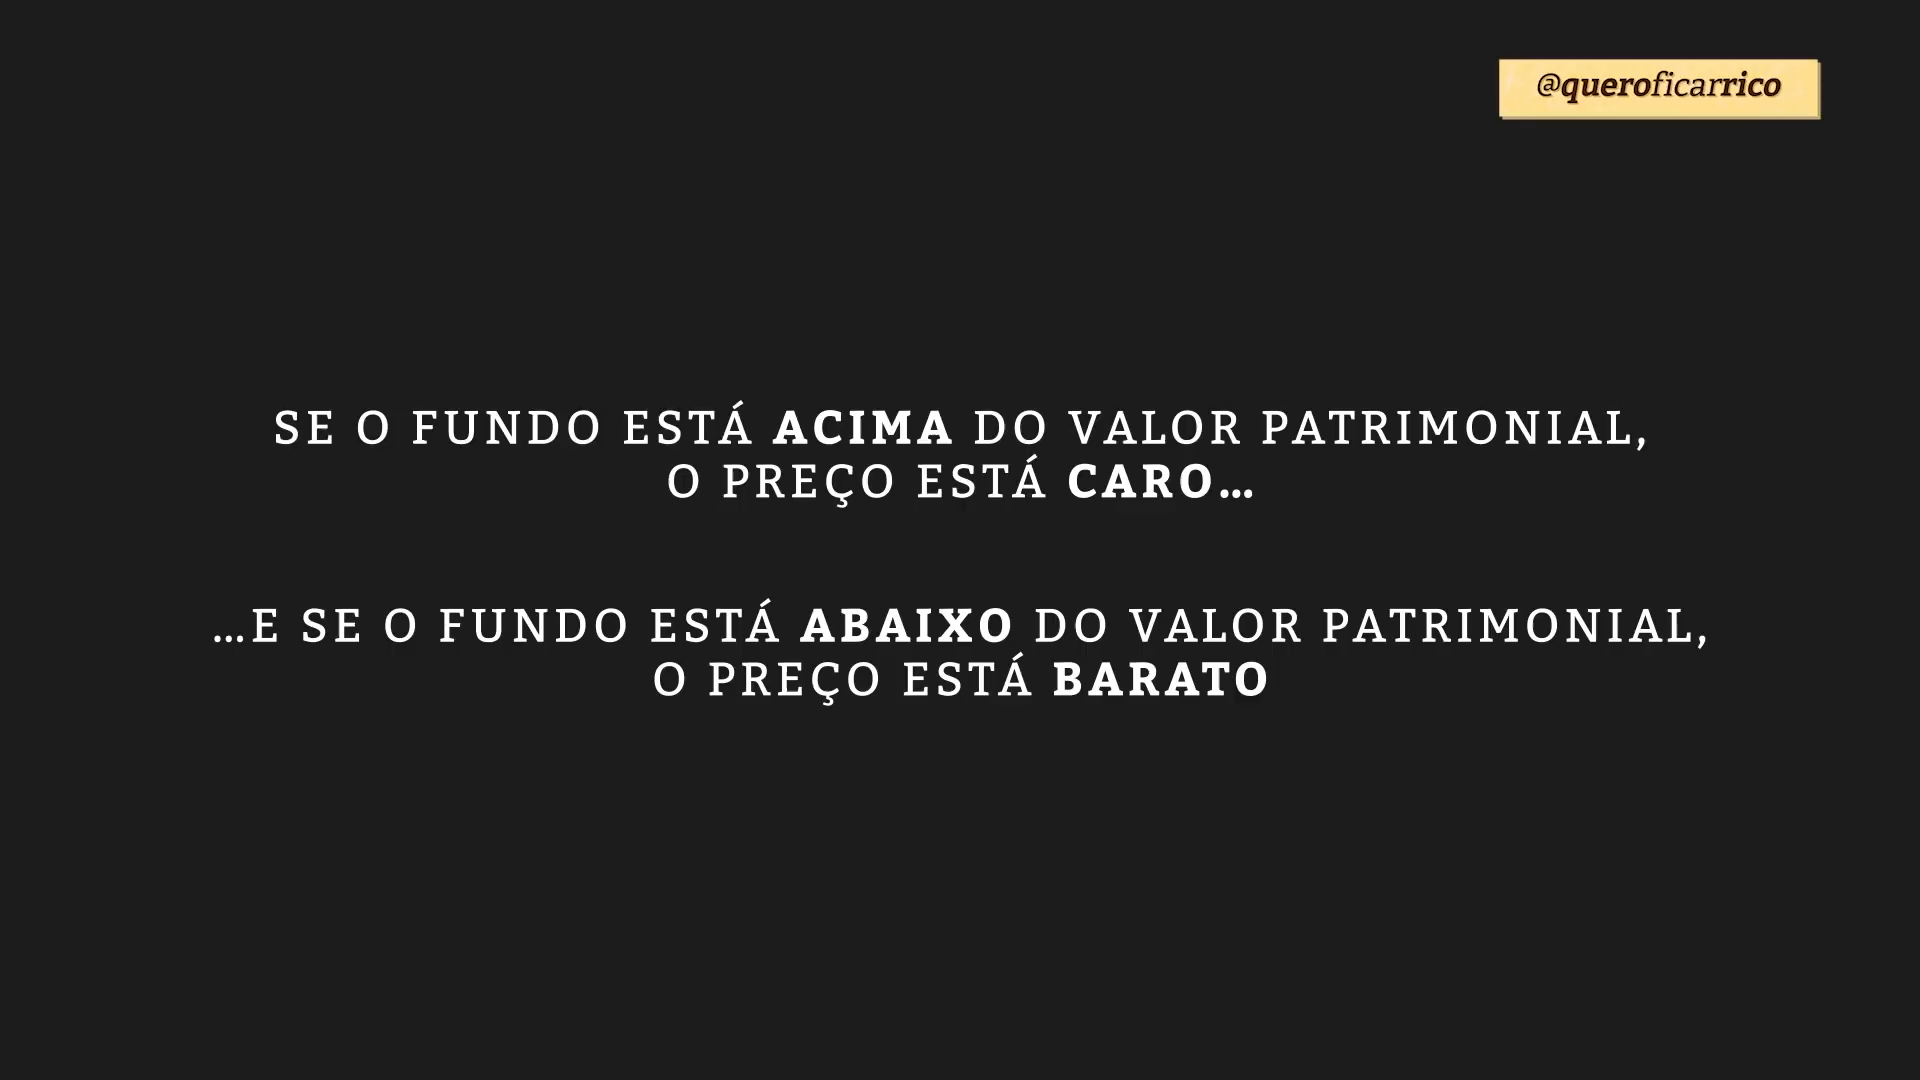 @queroficarrico
SE O FUNDO ESTÁ ACIMA DO VALOR PATRIMONIAL,
O PREÇO ESTÁ CARO...
...E SE O FUNDO ESTÁ ABAIXO DO VALOR PATRIMONIAL,
O PREÇO ESTÁ BARATO